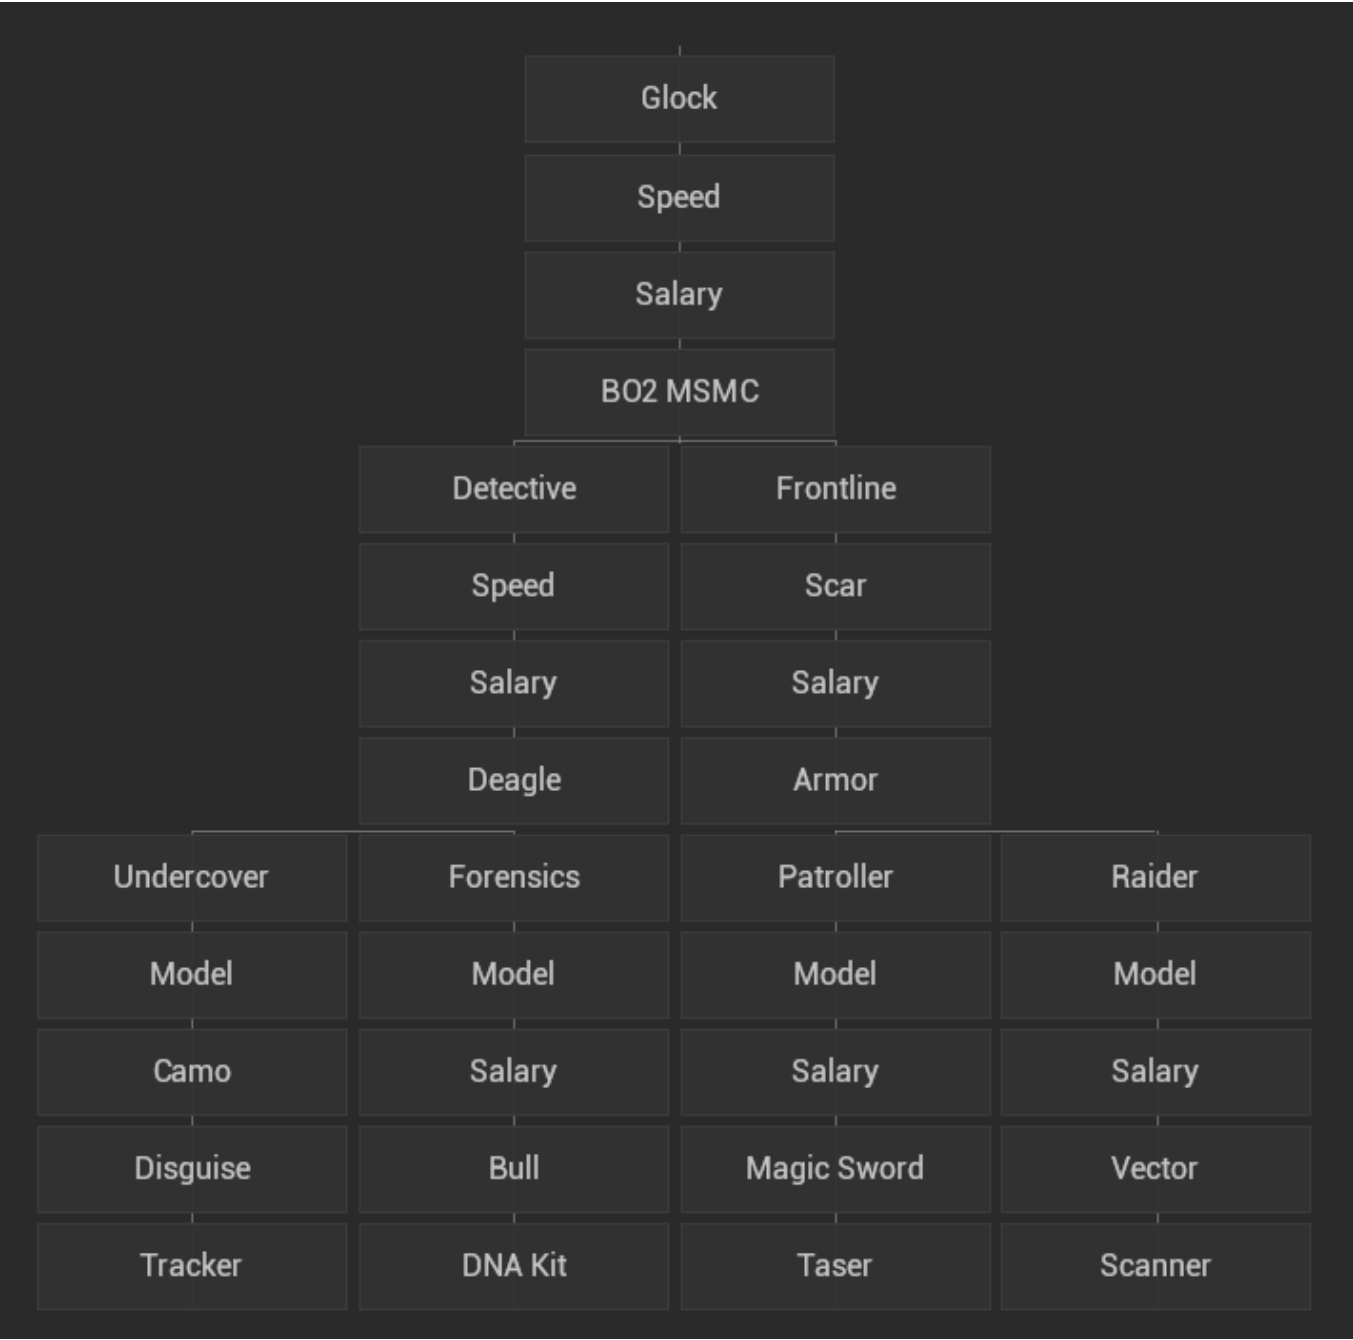 Glock
Speed
Salary
BO2 MSMC
Detective Frontline
Speed Scar
Salary Salary
Deagle Armor
Undercover Forensics Patroller Raider
Model Model Model Model
Camo Salary Salary Salary
Disguise Bull Magic Sword Vector
Tracker DNA Kit Taser Scanner